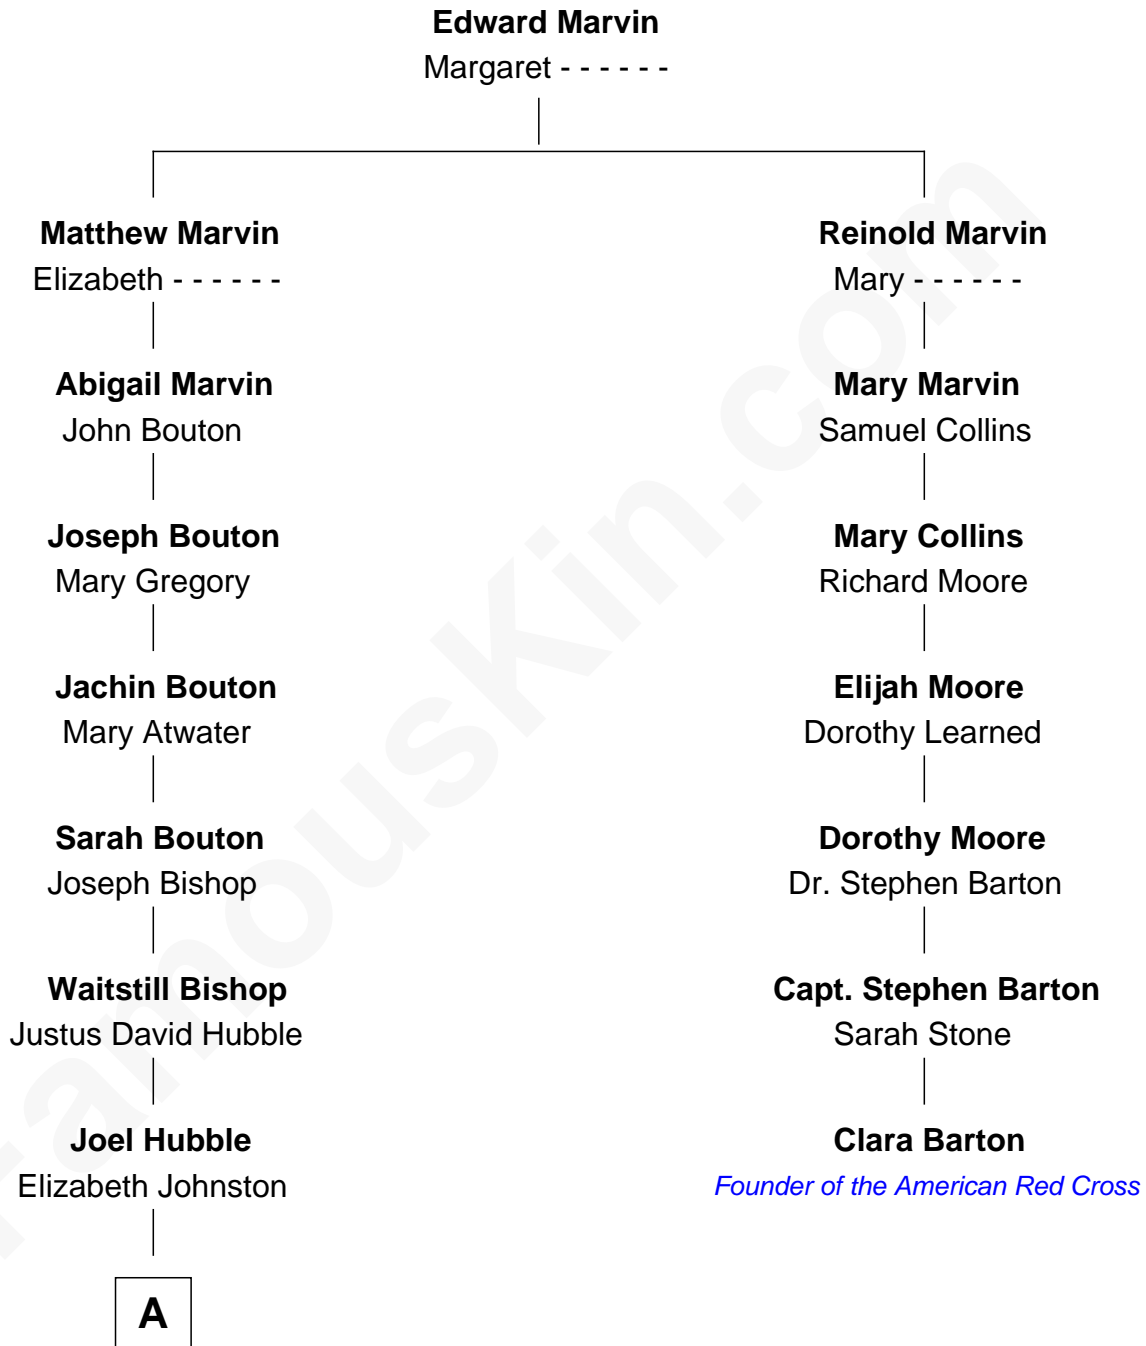 Edward Marvin
Margaret - - - - - -
Matthew Marvin
Elizabeth - - - - - -
Abigail Marvin
John Bouton
Joseph Bouton
Mary Gregory
Jachin Bouton
Mary Atwater
Sarah Bouton
Joseph Bishop
Waitstill Bishop
Justus David Hubble
Joel Hubble
Elizabeth Johnston
A
Reinold Marvin
Mary - - - - - -
Mary Marvin
Samuel Collins
Mary Collins
Richard Moore
Elijah Moore
Dorothy Learned
Dorothy Moore
Dr. Stephen Barton
Capt. Stephen Barton
Sarah Stone
Clara Barton
Founder of the American Red Cross
FamousKin.com